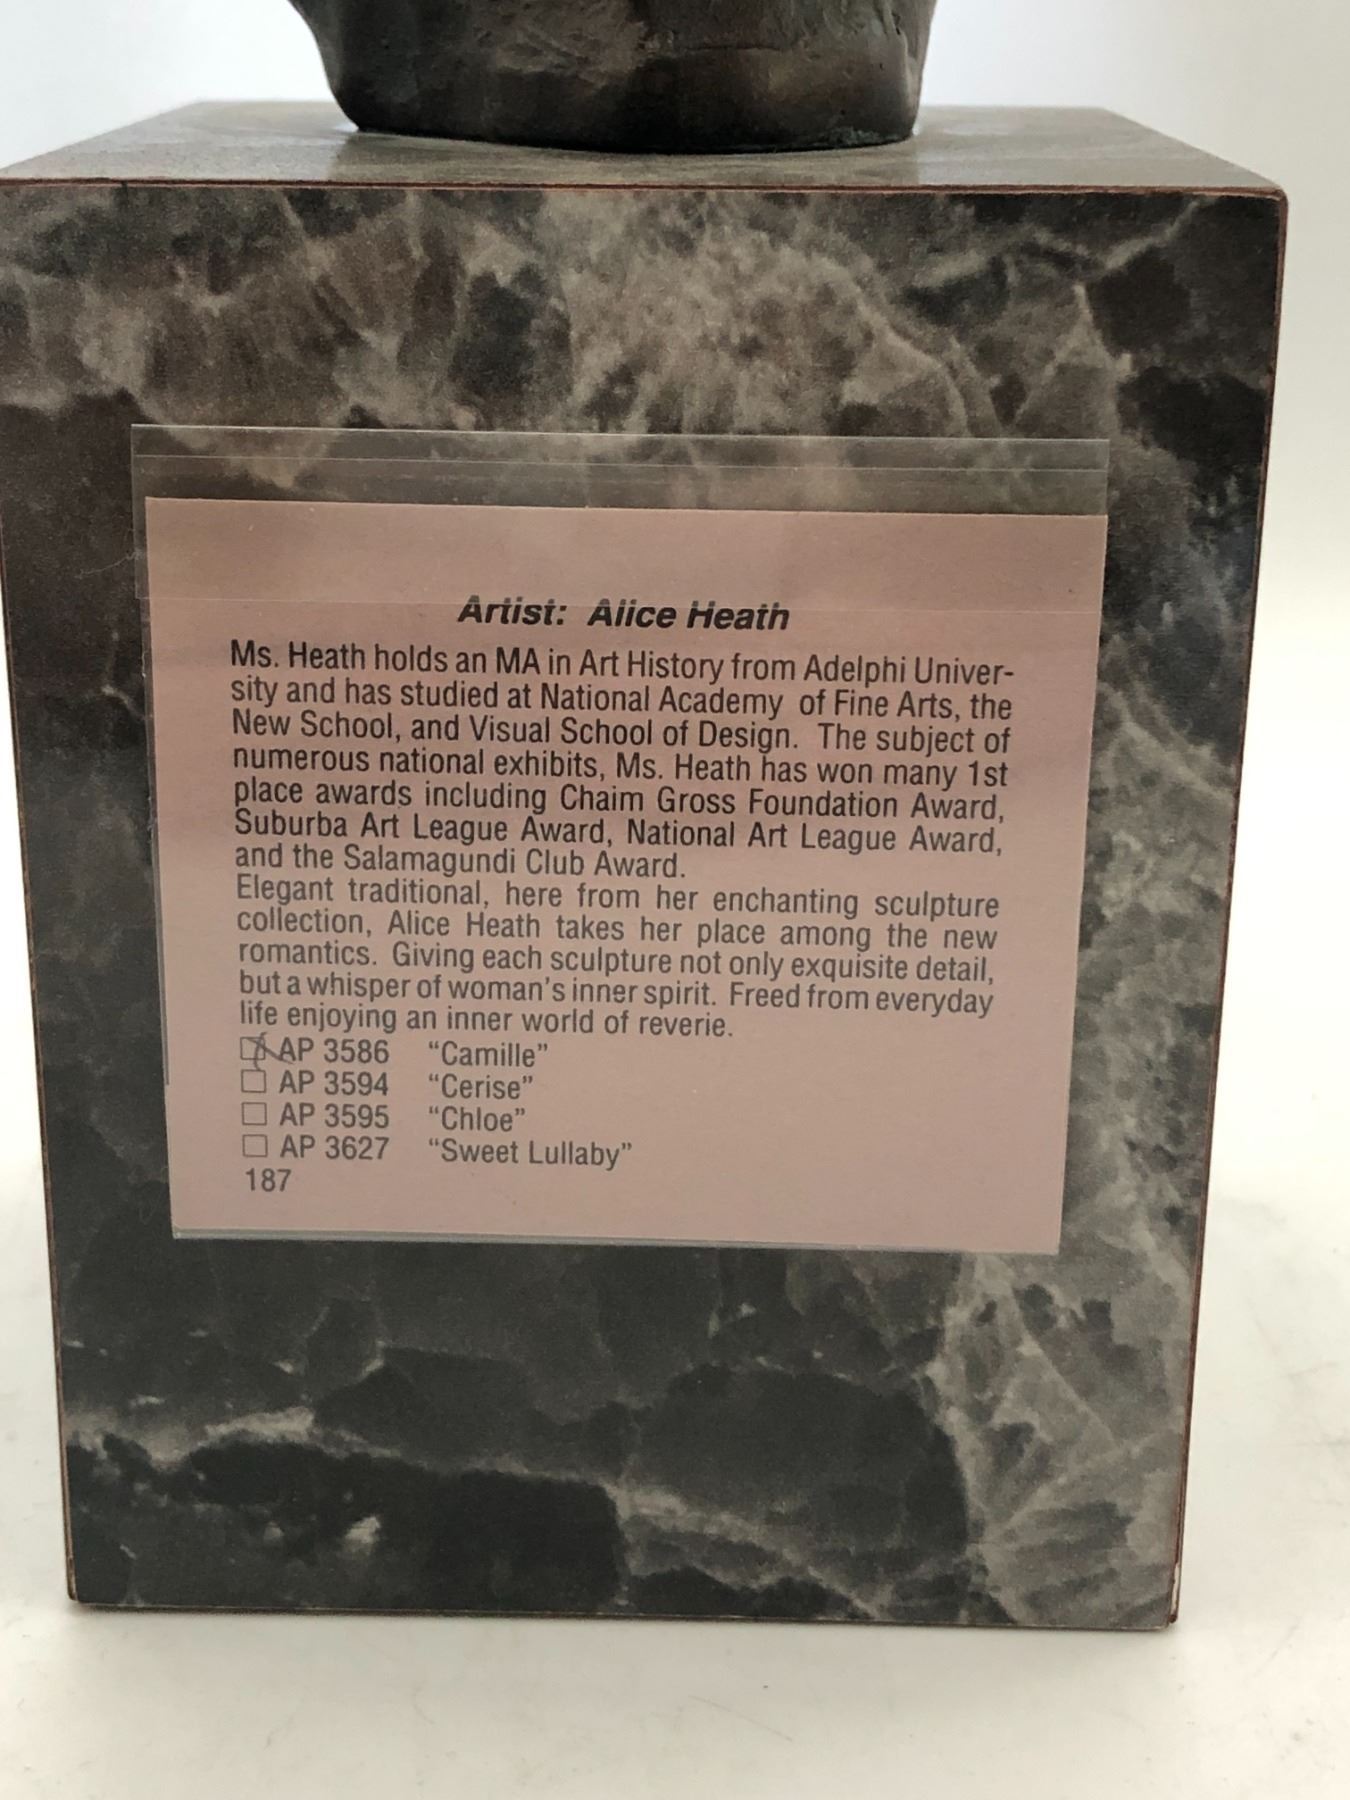 Artist: Alice Heath
Ms. Heath holds an MA in Art History from Adelphi Univer-
sity and has studied at National Academy of Fine Arts, the
New School, and Visual School of Design. The subject of
numerous national exhibits, Ms. Heath has won many 1st
place awards including Chaim Gross Foundation Award,
Suburba Art League Award, National Art League Award,
and the Salamagundi Club Award.
Elegant traditional, here from her enchanting sculpture
collection, Alice Heath takes her place among the new
romantics. Giving each sculpture not only exquisite detail,
but a whisper of woman's inner spirit. Freed from everyday
life enjoying an inner world of reverie.
☒ AP 3586 "Camille"
☐ AP 3594 "Cerise"
☐ AP 3595 "Chloe"
☐ AP 3627 "Sweet Lullaby"
187